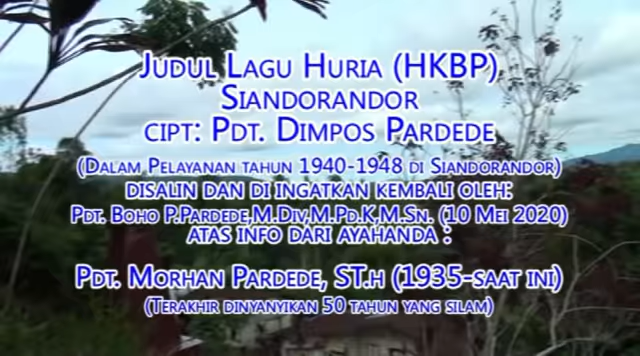 Judul Lagu Huria (HKBP)
Siandorandor
cipt: Pdt. Dimpos Pardede
(Dalam Pelayanan tahun 1940-1948 di Siandorandor)
disalin dan di ingatkan kembali oleh:
Pdt. Boho P.Pardede,M.Div,M.Pd.K,M.Sn. (10 Mei 2020)
atas info dari ayahanda :
Pdt. Morhan Pardede, ST.h (1935-saat ini)
(Terakhir dinyanyikan 50 tahun yang silam)